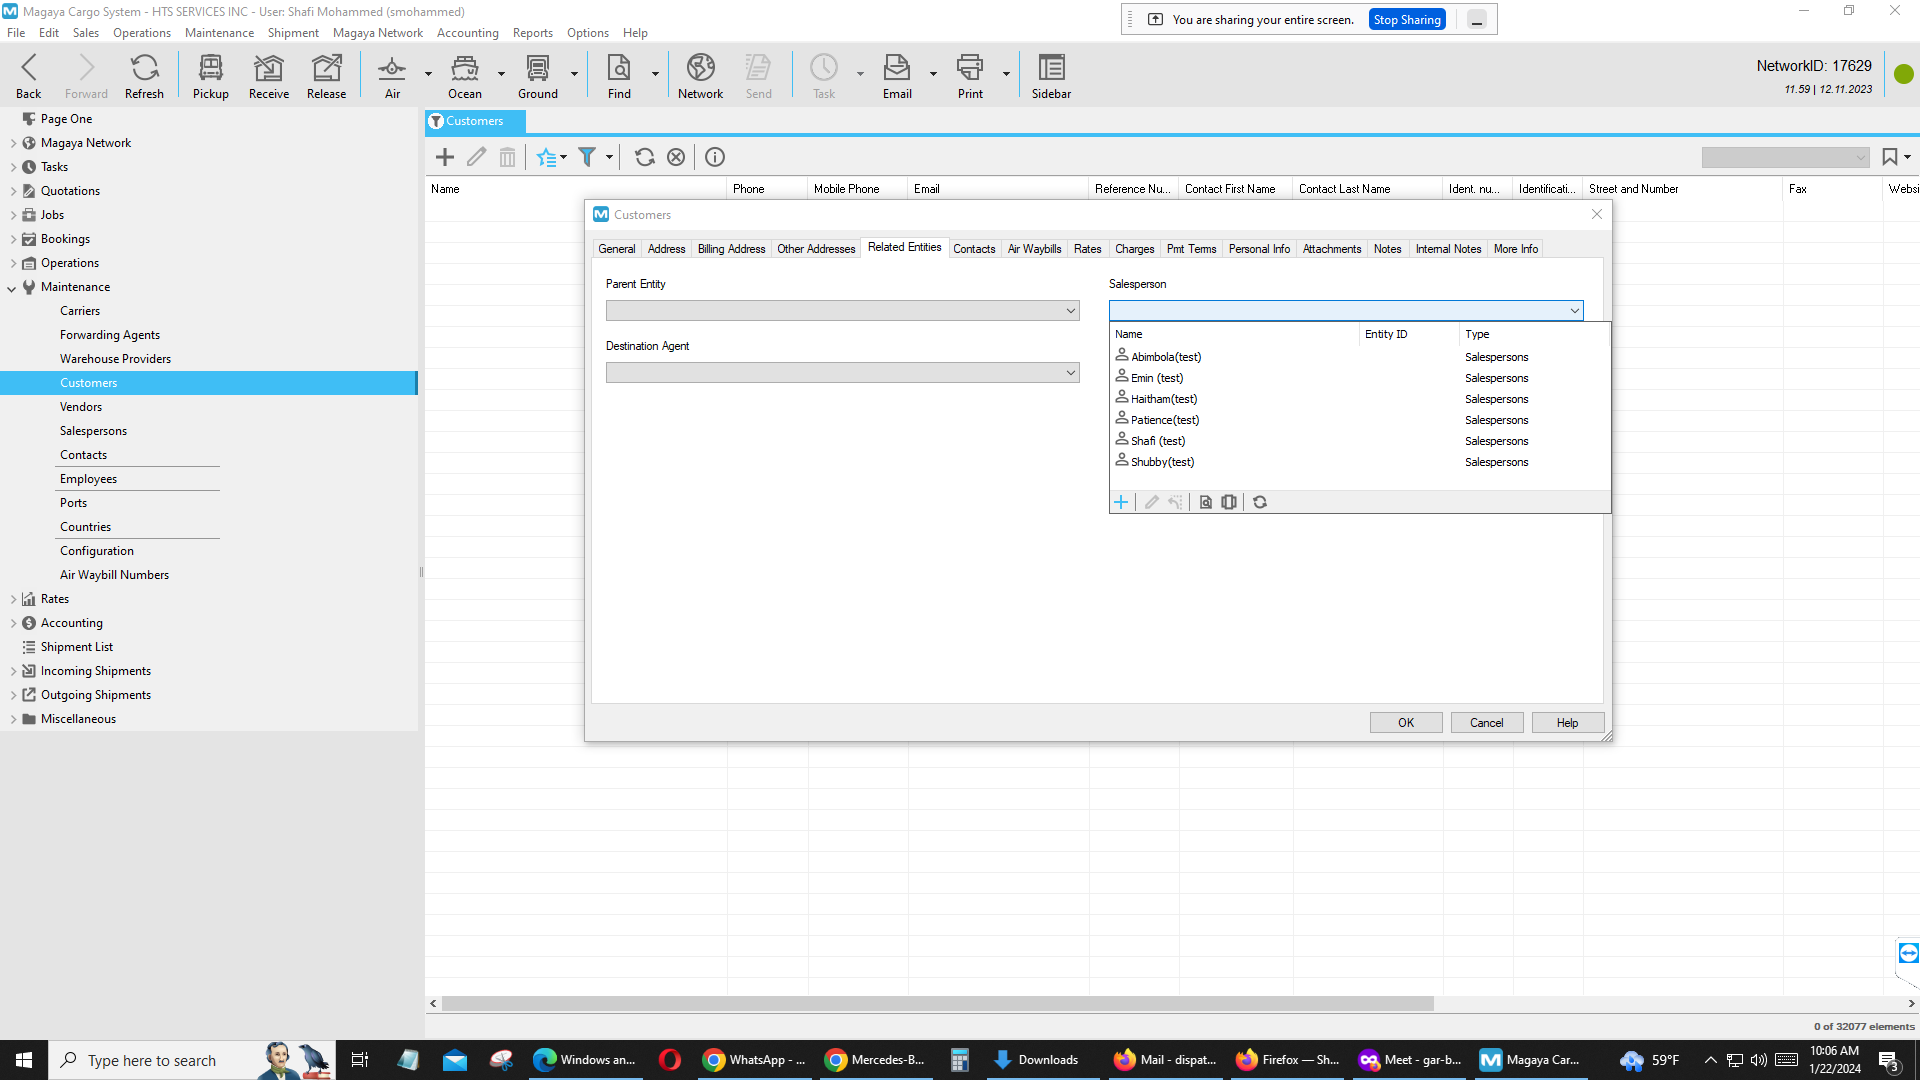 Magaya Cargo System - HTS SERVICES INC - User: Shafi Mohammed (smohammed)
You are sharing your entire screen.
Stop Sharing
File Edit Sales Operations Maintenance Shipment Magaya Network Accounting Reports Options Help
Back Forward Refresh Pickup Receive Release Air Ocean Ground Find Network Send Task Email Print Sidebar
NetworkID: 17629
11.59 | 12.11.2023
Page One
Magaya Network
Tasks
Quotations
Jobs
Bookings
Operations
Maintenance
Carriers
Forwarding Agents
Warehouse Providers
Customers
Vendors
Salespersons
Contacts
Employees
Ports
Countries
Configuration
Air Waybill Numbers
Rates
Accounting
Shipment List
Incoming Shipments
Outgoing Shipments
Miscellaneous
Customers
Name Phone Mobile Phone Email Reference Nu... Contact First Name Contact Last Name Ident. nu... Identificati... Street and Number Fax Websi
Customers
General Address Billing Address Other Addresses Related Entities Contacts Air Waybills Rates Charges Pmt Terms Personal Info Attachments Notes Internal Notes More Info
Parent Entity
Destination Agent
Salesperson
Name Entity ID Type
Abimbola(test) Salespersons
Emin (test) Salespersons
Haitham(test) Salespersons
Patience(test) Salespersons
Shafi (test) Salespersons
Shubby(test) Salespersons
OK Cancel Help
0 of 32077 elements
Type here to search
Windows an...
WhatsApp - ...
Mercedes-B...
Downloads
Mail - dispat...
Firefox — Sh...
Meet - gar-b...
Magaya Car...
59°F
10:06 AM
1/22/2024
3